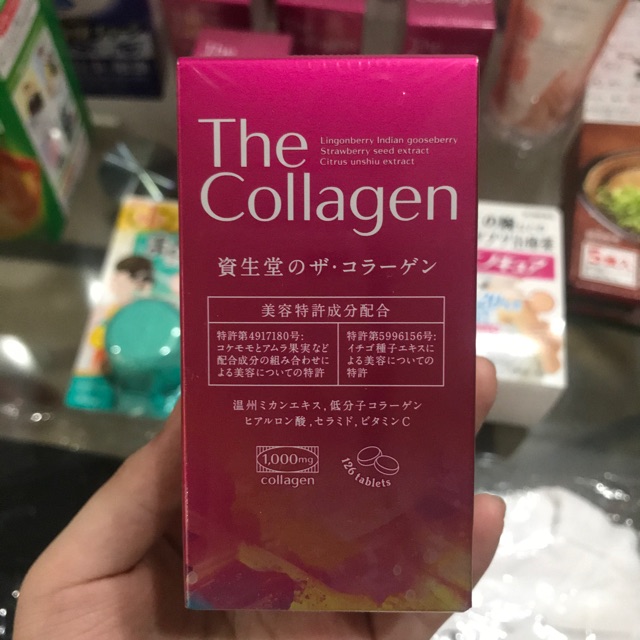 The
Collagen
Lingonberry Indian gooseberry
Strawberry seed extract
Citrus unshiu extract
資生堂のザ・コラーゲン
美容特許成分配合
特許第4917180号:
コケモモとアムラ果実など
配合成分の組み合わせに
よる美容についての特許
特許第5996156号:
イチゴ種子エキスに
よる美容についての
特許
温州ミカンエキス, 低分子コラーゲン
ヒアルロン酸, セラミド, ビタミンC
1,000mg
collagen
126 tablets